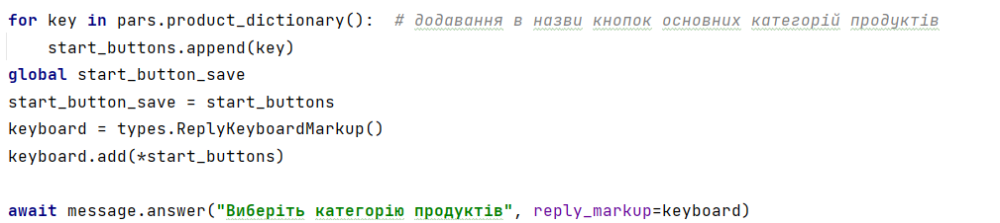 for key in pars.product_dictionary():  # додавання в назви кнопок основних категорій продуктів
    start_buttons.append(key)
global start_button_save
start_button_save = start_buttons
keyboard = types.ReplyKeyboardMarkup()
keyboard.add(*start_buttons)
await message.answer("Виберіть категорію продуктів", reply_markup=keyboard)